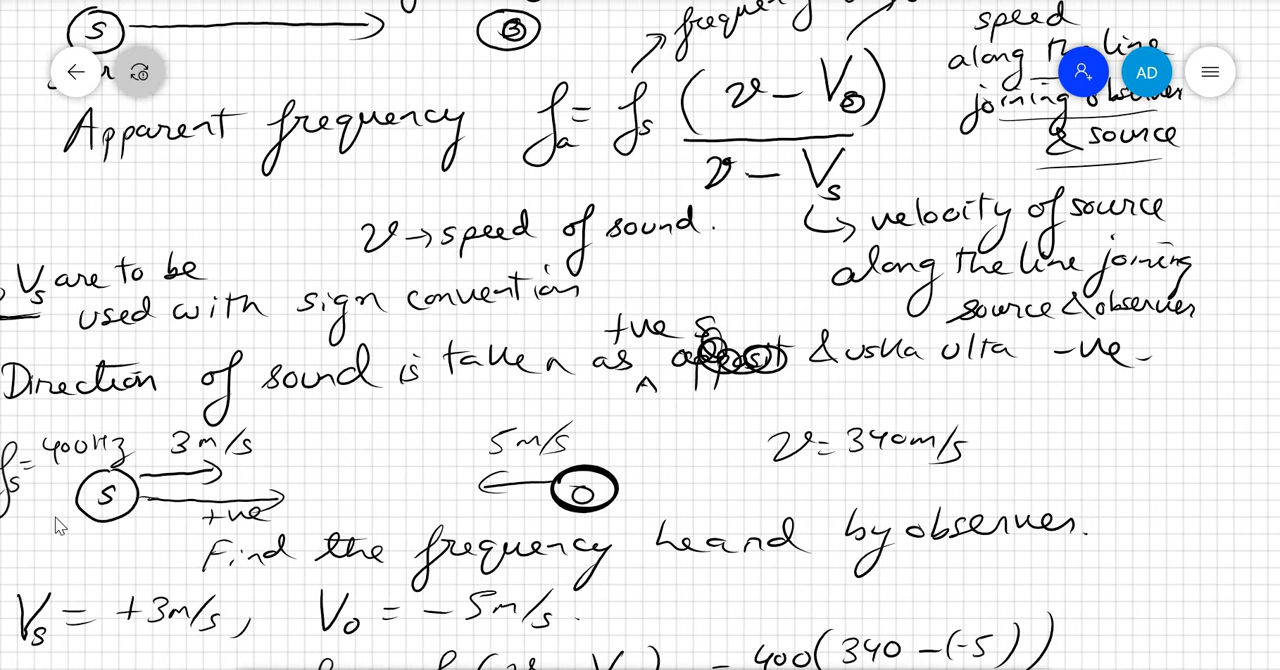 S
frequency
speed
along the line
joining observer
& source
AD
Apparent frequency fa = fs (v - Vo) / v - Vs
v → speed of sound.
velocity of source
along the line joining
source & observer
Vs are to be
used with sign convention
Direction of sound is taken as +ve & uska ulta -ve-
fs = 400Hz 3m/s 5m/s v = 340m/s
S +ve O
Find the frequency heard by observer.
Vs = +3m/s, Vo = -5m/s.
400(340 -(-5))